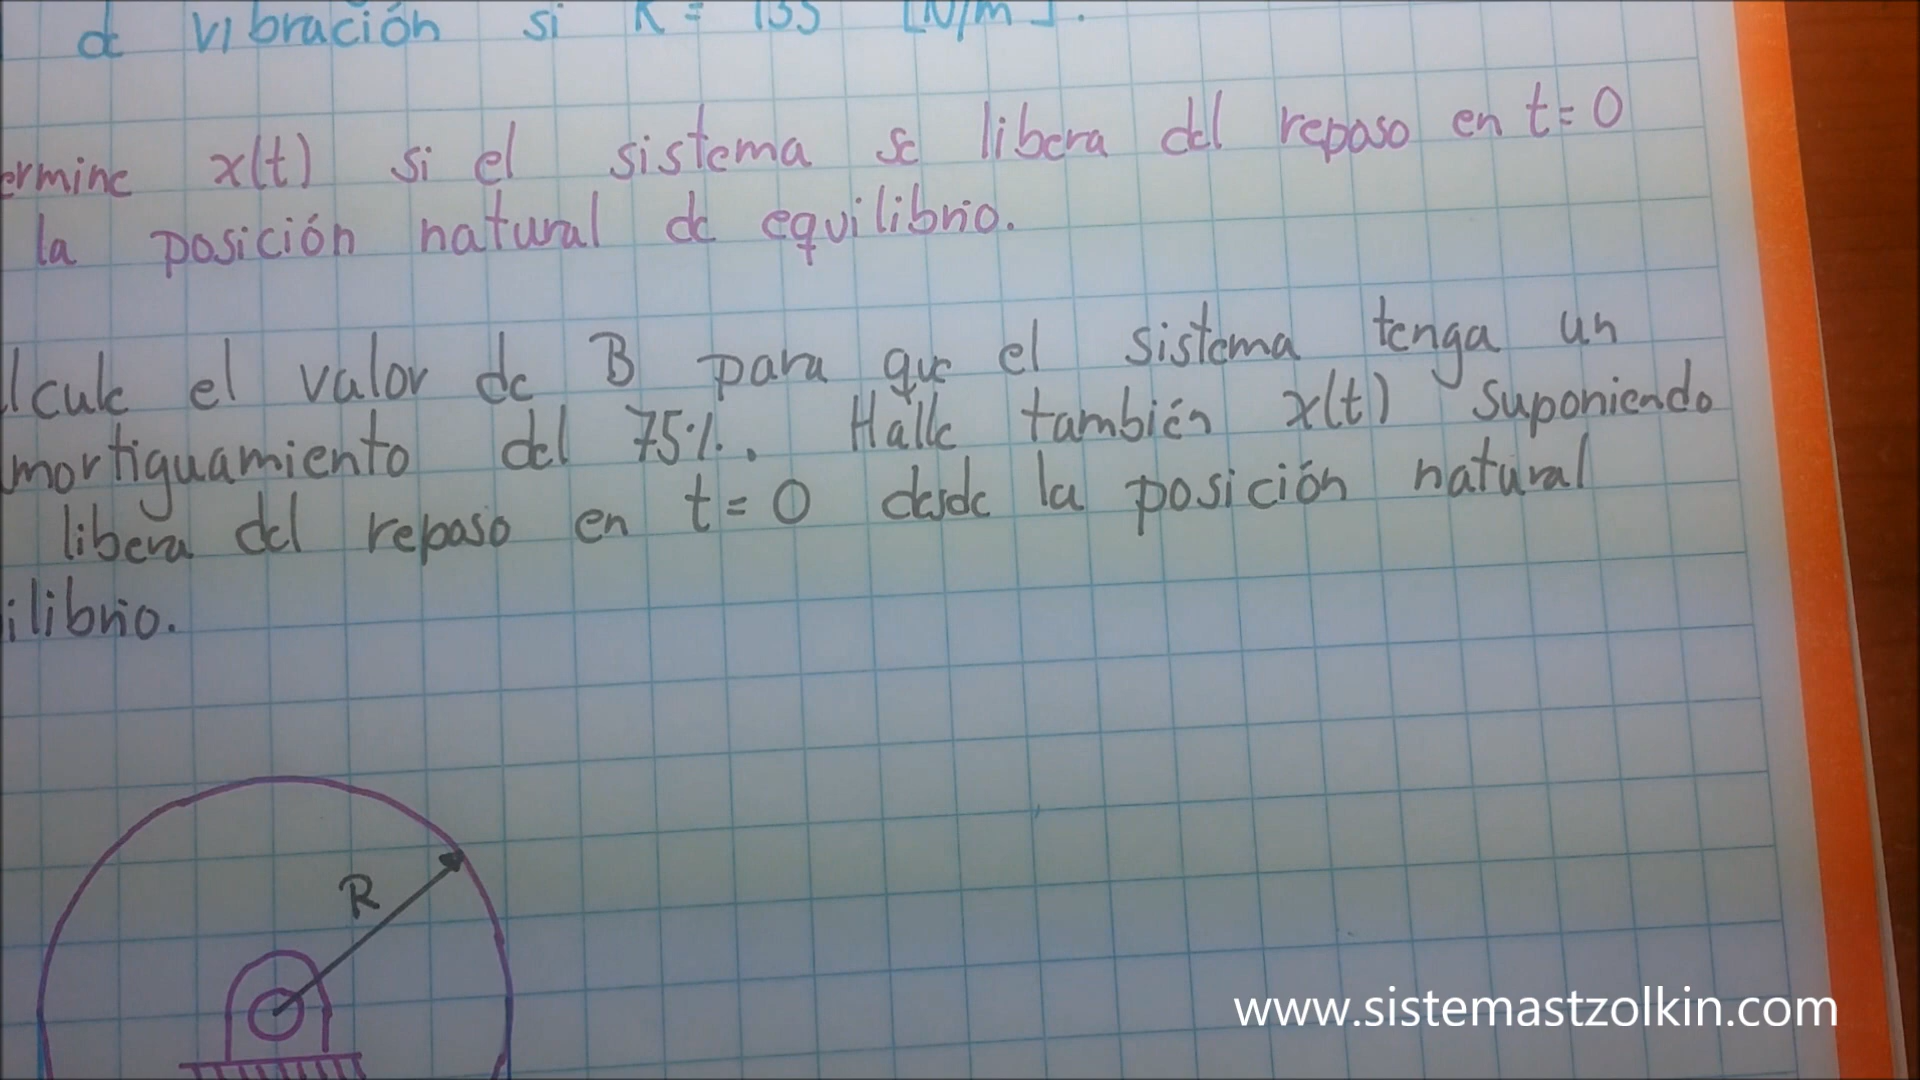 de vibración si K = 135 [N/m].
ermine x(t) si el sistema se libera del reposo en t=0
la posición natural de equilibrio.
lcule el valor de B para que el sistema tenga un
mortiguamiento del 75%. Halle también x(t) suponiendo
libera del reposo en t=0 desde la posición natural
ilibrio.
R
www.sistemastzolkin.com